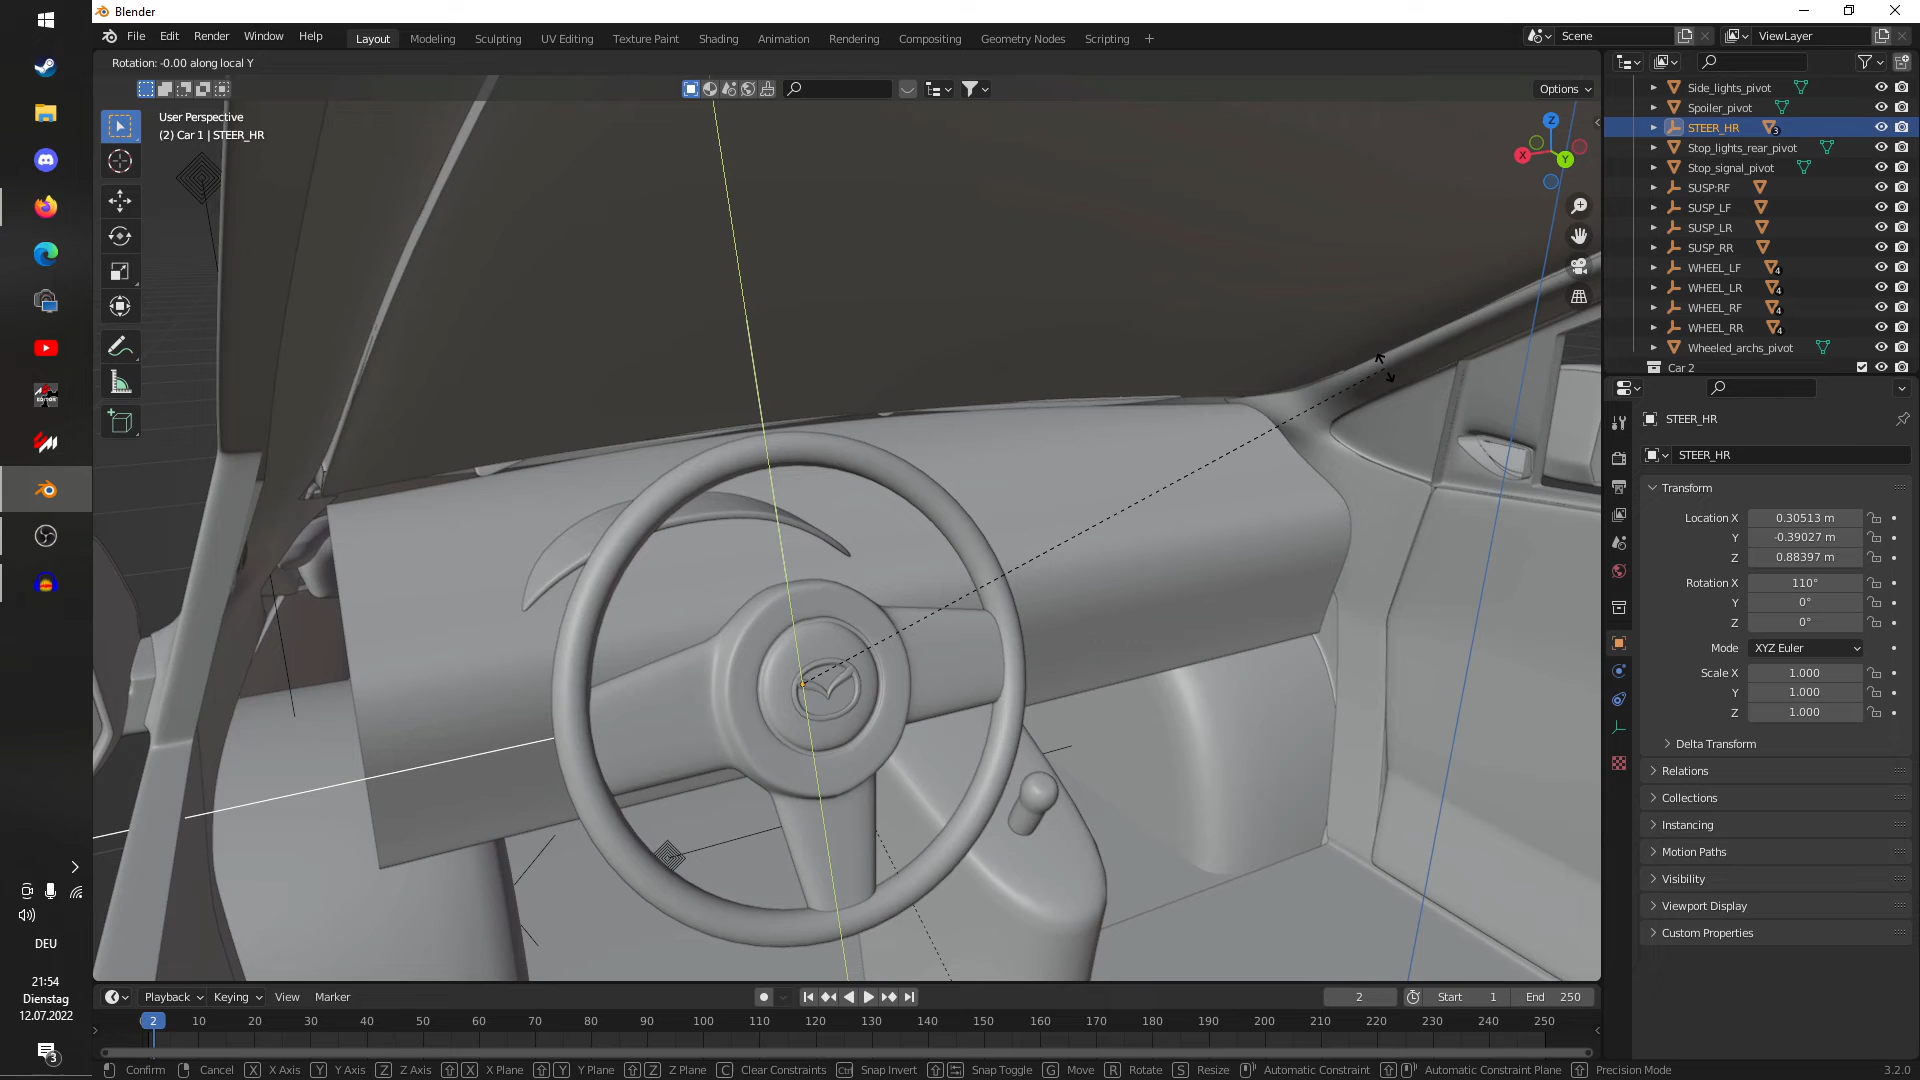 Blender
File Edit Render Window Help
Layout Modeling Sculpting UV Editing Texture Paint Shading Animation Rendering Compositing Geometry Nodes Scripting +
Scene
ViewLayer
Rotation: -0.00 along local Y
Options
User Perspective
(2) Car 1 | STEER_HR
Z
X
Y
Side_lights_pivot
Spoiler_pivot
STEER_HR 3
Stop_lights_rear_pivot
Stop_signal_pivot
SUSP:RF
SUSP_LF
SUSP_LR
SUSP_RR
WHEEL_LF 4
WHEEL_LR 4
WHEEL_RF 4
WHEEL_RR 4
Wheeled_archs_pivot
Car 2
STEER_HR
STEER_HR
Transform
Location X 0.30513 m
Y -0.39027 m
Z 0.88397 m
Rotation X 110°
Y 0°
Z 0°
Mode XYZ Euler
Scale X 1.000
Y 1.000
Z 1.000
Delta Transform
Relations
Collections
Instancing
Motion Paths
Visibility
Viewport Display
Custom Properties
EDITOR
DEU
21:54
Dienstag
12.07.2022
3
Playback Keying View Marker
2 Start 1 End 250
2 10 20 30 40 50 60 70 80 90 100 110 120 130 140 150 160 170 180 190 200 210 220 230 240 250
Confirm Cancel X X Axis Y Y Axis Z Z Axis X X Plane Y Y Plane Z Z Plane C Clear Constraints Ctrl Snap Invert Snap Toggle G Move R Rotate S Resize Automatic Constraint Automatic Constraint Plane Precision Mode 3.2.0